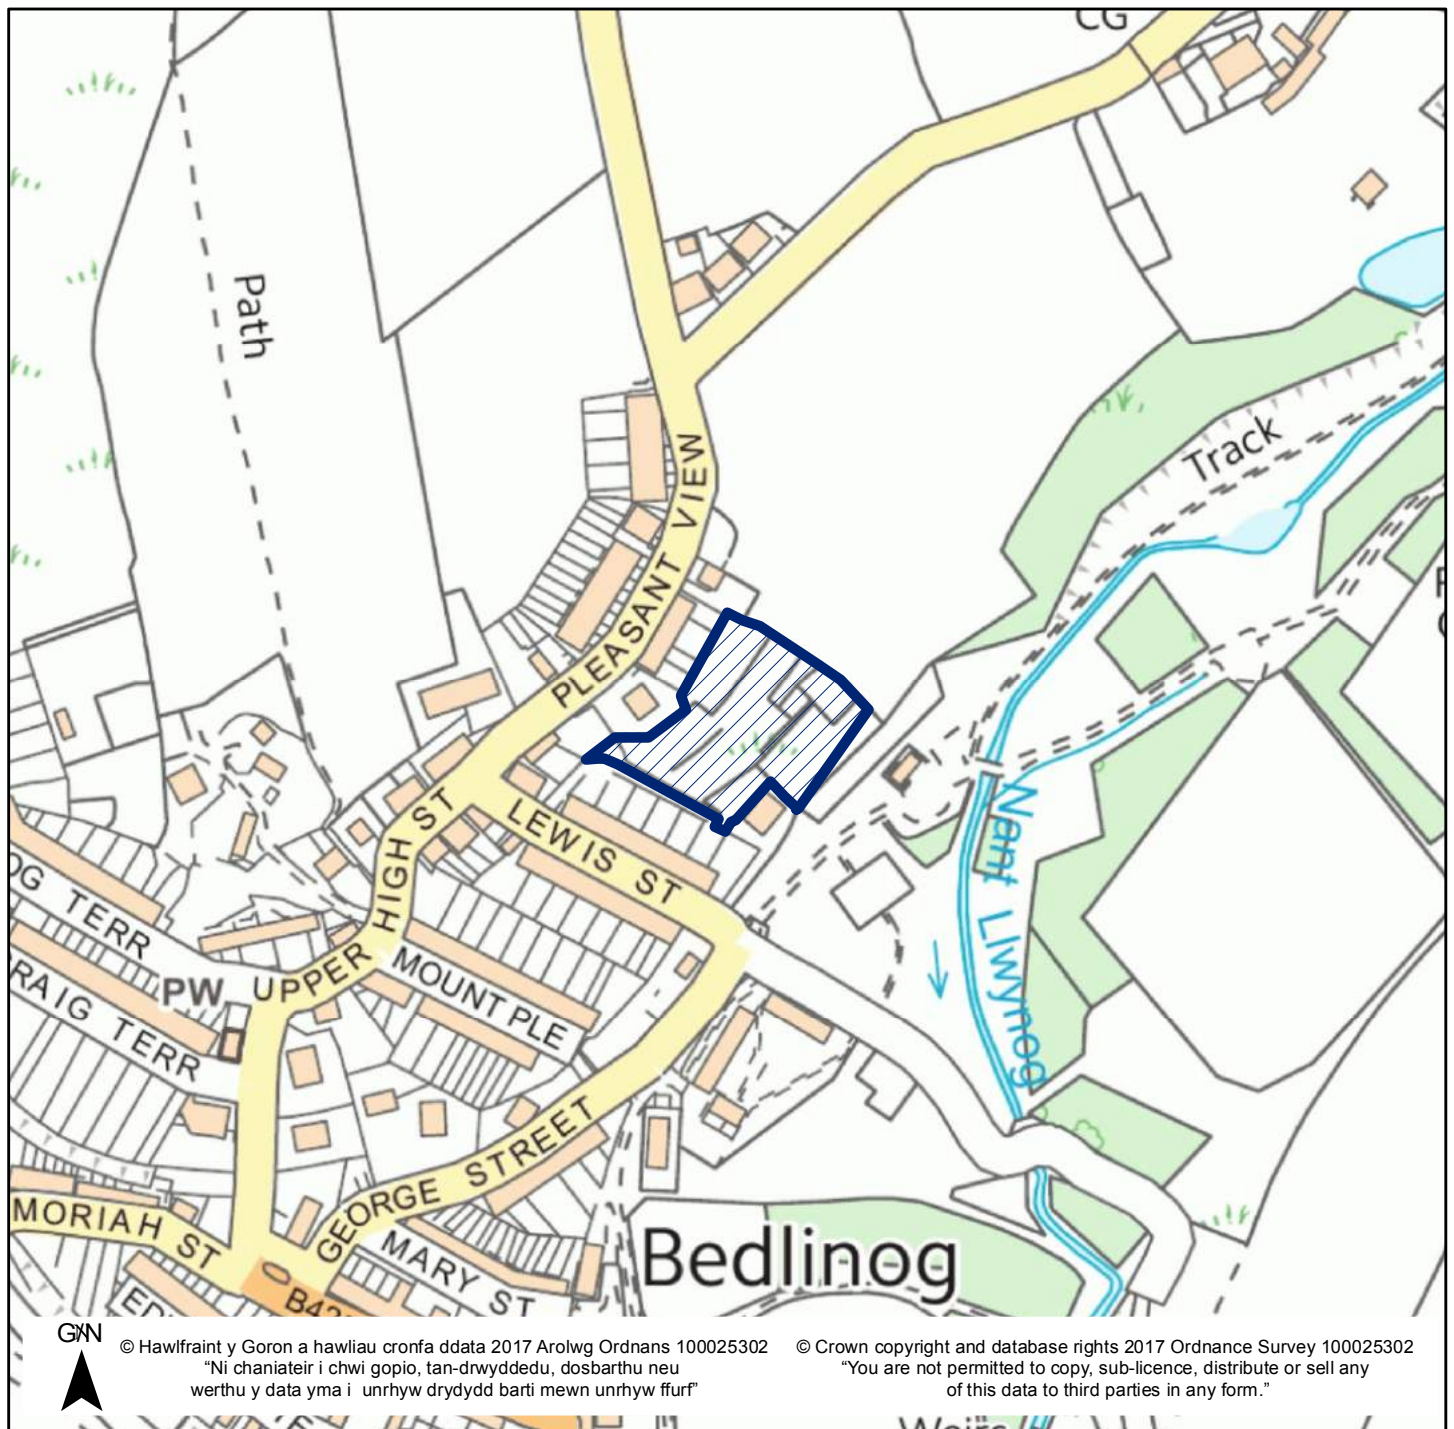 CG
Path
Track
PLEASANT VIEW
LEWIS ST
UPPER HIGH ST
OG TERR
RAIG TERR
PW
MOUNT PLE
Nant Llwynog
GEORGE STREET
MORIAH ST
MARY ST
Bedlinog
G/YN
© Hawlfraint y Goron a hawliau cronfa ddata 2017 Arolwg Ordnans 100025302
“Ni chaniateir i chwi gopio, tan-drwyddedu, dosbarthu neu
werthu y data yma i unrhyw drydydd barti mewn unrhyw ffurf”
© Crown copyright and database rights 2017 Ordnance Survey 100025302
“You are not permitted to copy, sub-licence, distribute or sell any
of this data to third parties in any form.”